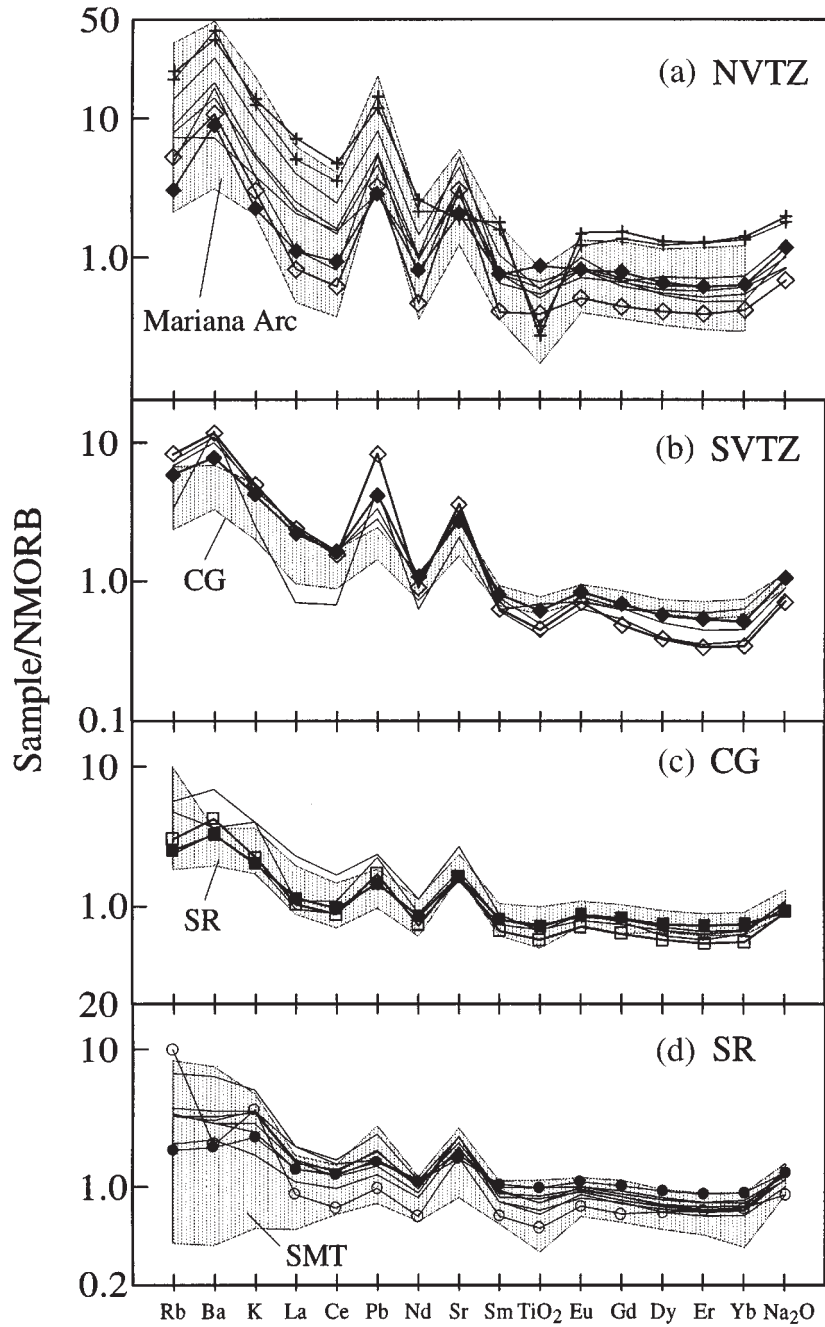 Sample/NMORB
50
(a) NVTZ
10
1.0
Mariana Arc
(b) SVTZ
10
CG
1.0
0.1
(c) CG
10
SR
1.0
20
(d) SR
10
1.0
SMT
0.2
Rb Ba K La Ce Pb Nd Sr Sm TiO₂ Eu Gd Dy Er Yb Na₂O